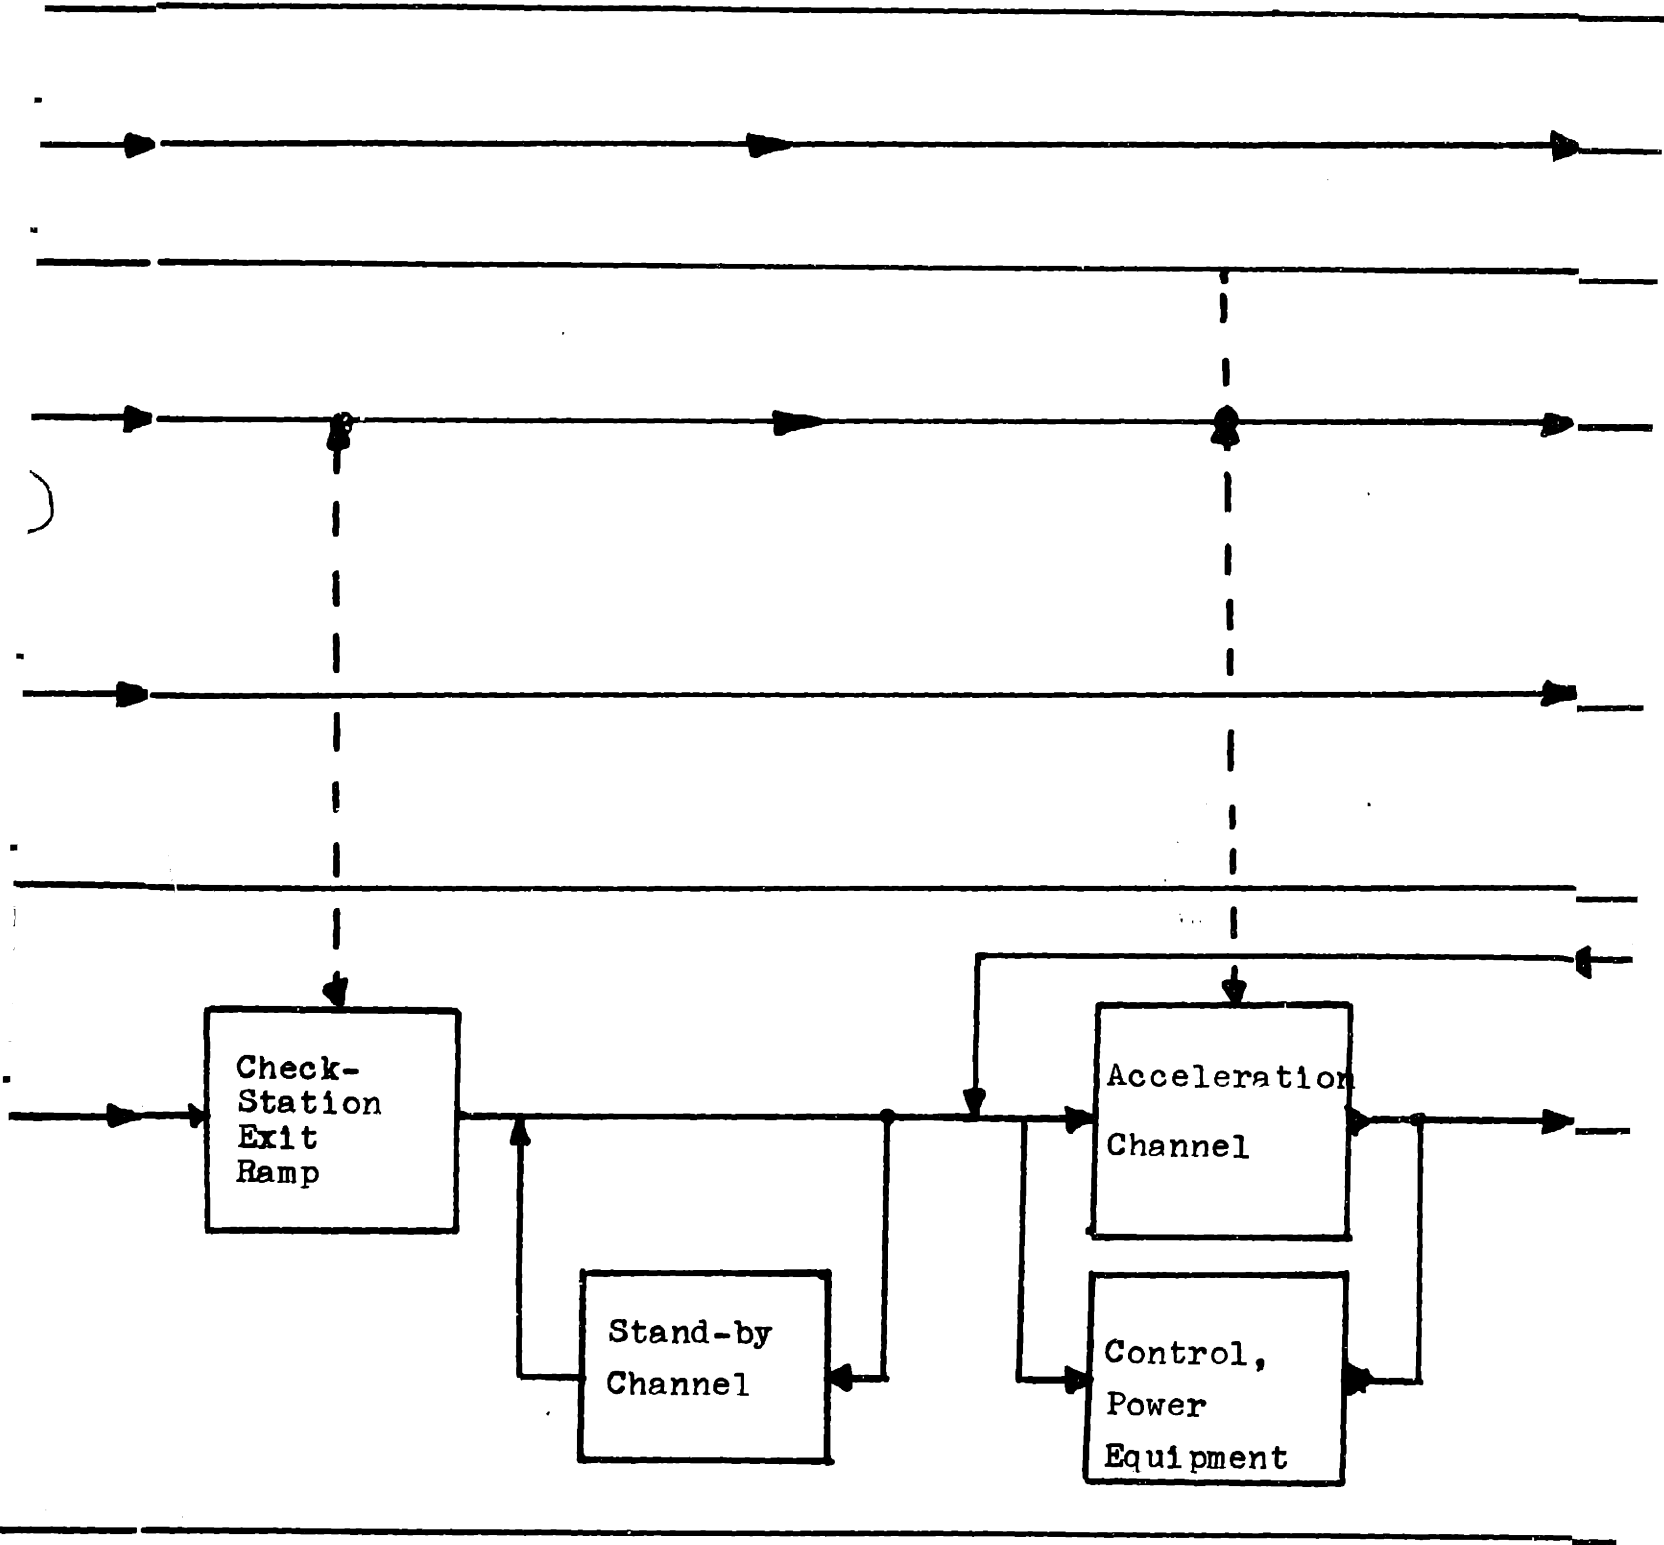 Check-
Station
Exit
Ramp
Acceleration
Channel
Stand-by
Channel
Control,
Power
Equipment